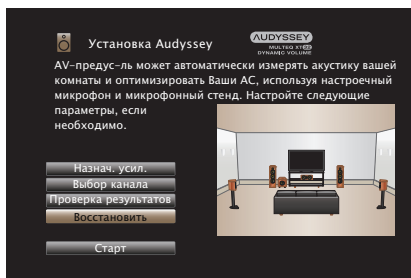 Установка Audyssey
AUDYSSEY
MULTEQ XT32
DYNAMIC VOLUME
AV-предус-ль может автоматически измерять акустику вашей
комнаты и оптимизировать Ваши АС, используя настроечный
микрофон и микрофонный стенд. Настройте следующие
параметры, если
необходимо.
Назнач. усил.
Выбор канала
Проверка результатов
Восстановить
Старт